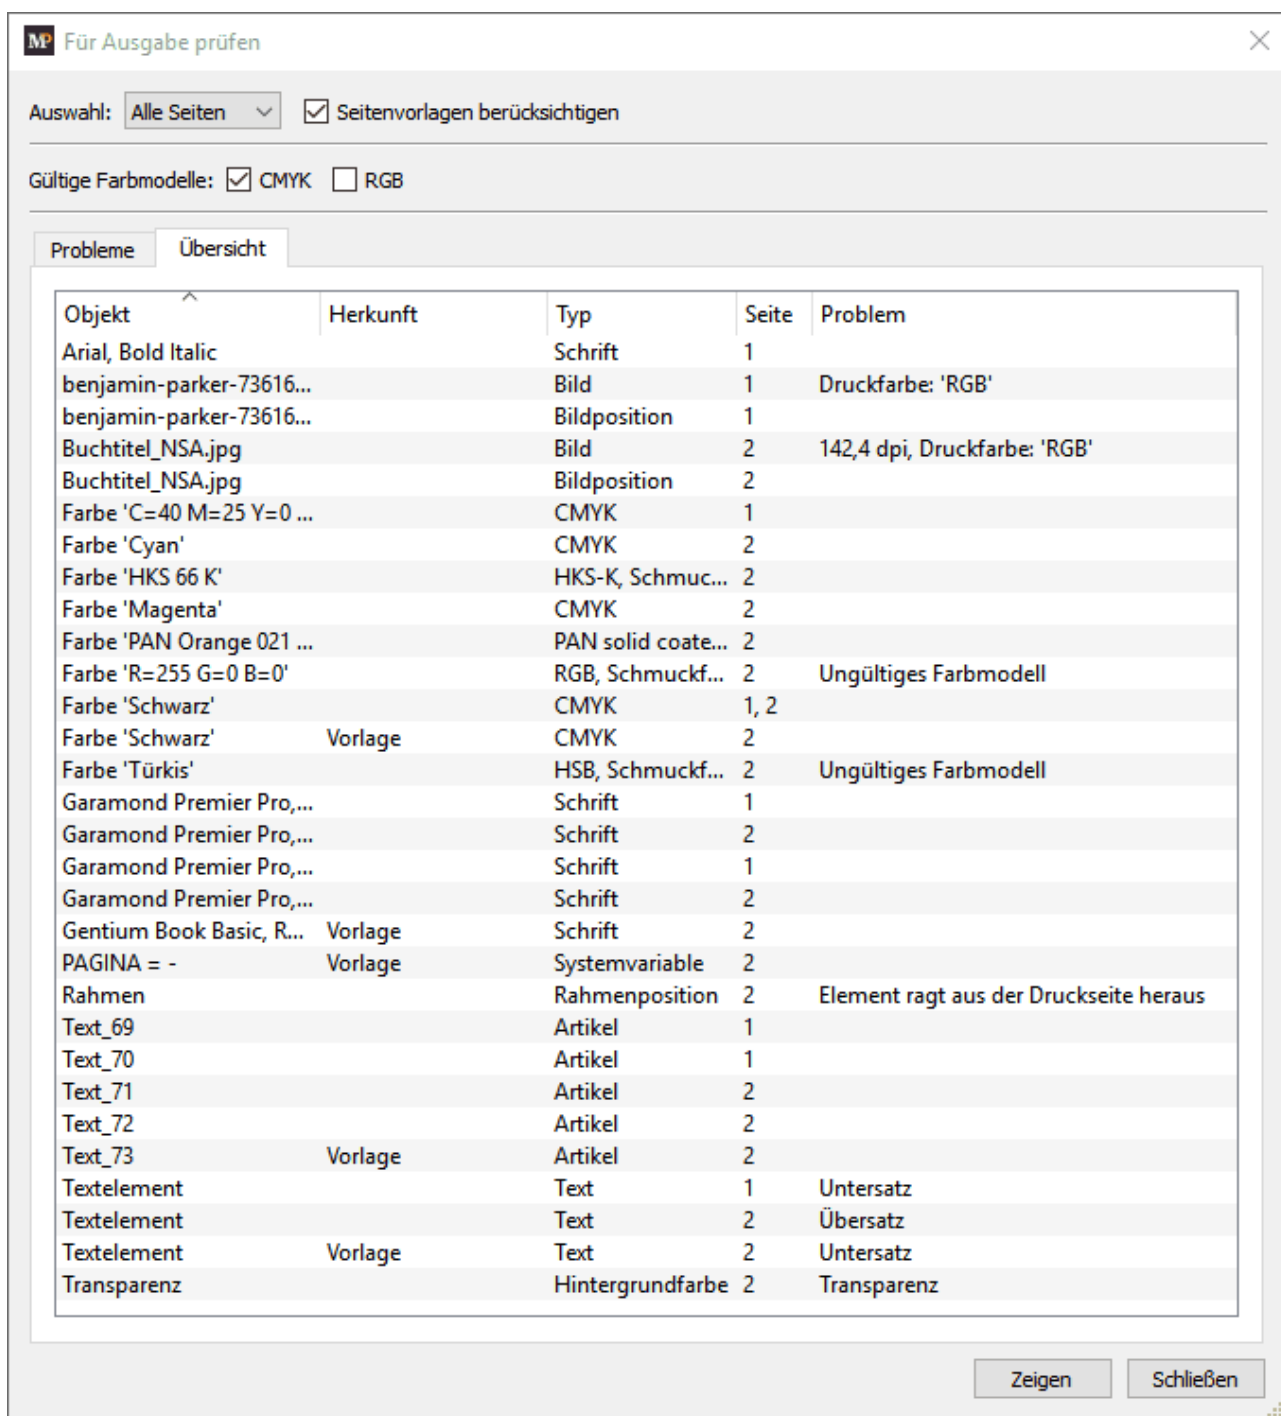 MP Für Ausgabe prüfen
Auswahl: Alle Seiten Seitenvorlagen berücksichtigen
Gültige Farbmodelle: CMYK RGB
Probleme Übersicht
Objekt Herkunft Typ Seite Problem
Arial, Bold Italic Schrift 1
benjamin-parker-73616... Bild 1 Druckfarbe: 'RGB'
benjamin-parker-73616... Bildposition 1
Buchtitel_NSA.jpg Bild 2 142,4 dpi, Druckfarbe: 'RGB'
Buchtitel_NSA.jpg Bildposition 2
Farbe 'C=40 M=25 Y=0 ... CMYK 1
Farbe 'Cyan' CMYK 2
Farbe 'HKS 66 K' HKS-K, Schmuc... 2
Farbe 'Magenta' CMYK 2
Farbe 'PAN Orange 021 ... PAN solid coate... 2
Farbe 'R=255 G=0 B=0' RGB, Schmuckf... 2 Ungültiges Farbmodell
Farbe 'Schwarz' CMYK 1, 2
Farbe 'Schwarz' Vorlage CMYK 2
Farbe 'Türkis' HSB, Schmuckf... 2 Ungültiges Farbmodell
Garamond Premier Pro,... Schrift 1
Garamond Premier Pro,... Schrift 2
Garamond Premier Pro,... Schrift 1
Garamond Premier Pro,... Schrift 2
Gentium Book Basic, R... Vorlage Schrift 2
PAGINA = - Vorlage Systemvariable 2
Rahmen Rahmenposition 2 Element ragt aus der Druckseite heraus
Text_69 Artikel 1
Text_70 Artikel 1
Text_71 Artikel 2
Text_72 Artikel 2
Text_73 Vorlage Artikel 2
Textelement Text 1 Untersatz
Textelement Text 2 Übersatz
Textelement Vorlage Text 2 Untersatz
Transparenz Hintergrundfarbe 2 Transparenz
Zeigen Schließen